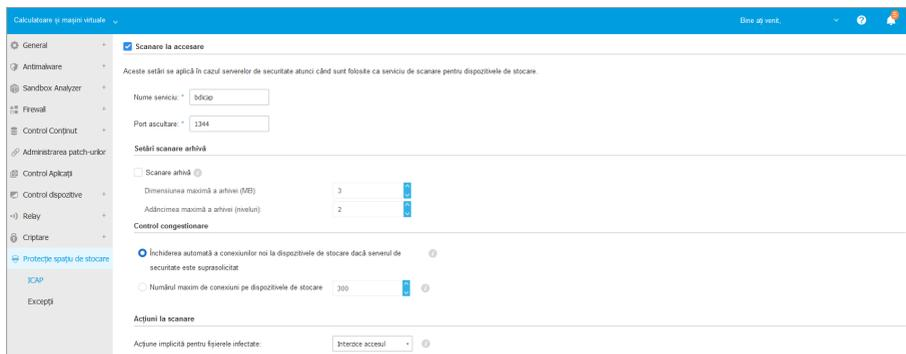 Calculatoare și mașini virtuale
Bine ați venit,
General
Antimalware
Sandbox Analyzer
Firewall
Control Conținut
Administrarea patch-urilor
Control Aplicații
Control dispozitive
Relay
Criptare
Protecție spațiu de stocare
ICAP
Excepții
Scanare la accesare
Aceste setări se aplică în cazul serverelor de securitate atunci când sunt folosite ca serviciu de scanare pentru dispozitivele de stocare.
Nume serviciu: * bdicap
Port ascultare: * 1344
Setări scanare arhivă
Scanare arhivă
Dimensiunea maximă a arhivei (MB) 3
Adâncimea maximă a arhivei (niveluri): 2
Control congestionare
Închiderea automată a conexiunilor noi la dispozitivele de stocare dacă serverul de
securitate este suprasolicitat
Numărul maxim de conexiuni pe dispozitivele de stocare 300
Acțiuni la scanare
Acțiune implicită pentru fișierele infectate: Interzice accesul